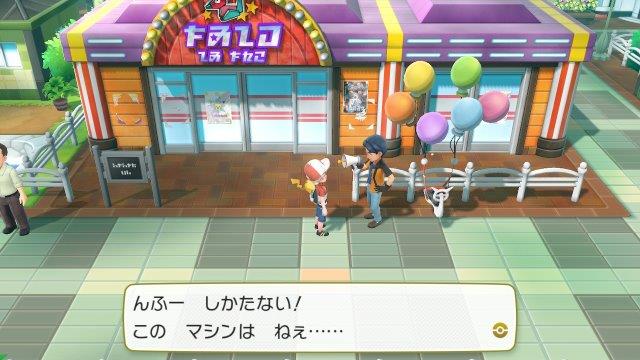 んふー　しかたない！
この　マシンは　ねぇ……